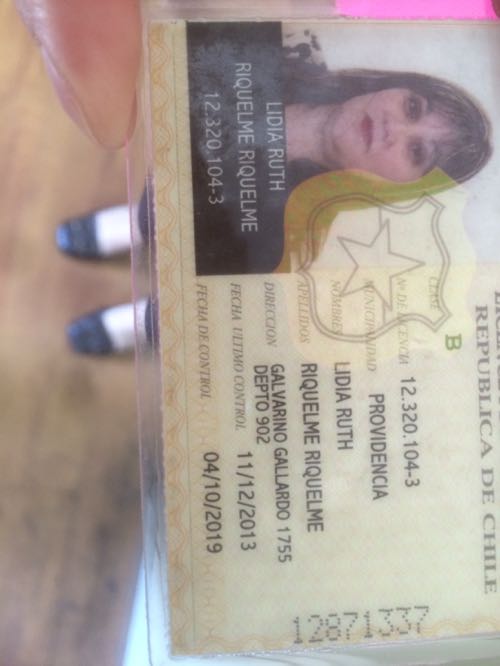 REPUBLICA DE CHILE
CLASE B
Nº DE LICENCIA 12.320.104-3
MUNICIPALIDAD PROVIDENCIA
NOMBRES LIDIA RUTH
APELLIDOS RIQUELME RIQUELME
DIRECCION GALVARINO GALLARDO 1755
DEPTO 902
FECHA ULTIMO CONTROL 11/12/2013
FECHA DE CONTROL 04/10/2019
LIDIA RUTH
RIQUELME RIQUELME
12.320.104-3